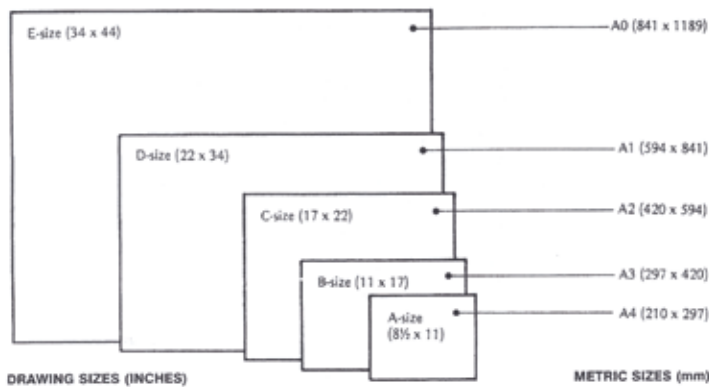 E-size (34 x 44)
A0 (841 x 1189)
D-size (22 x 34)
A1 (594 x 841)
C-size (17 x 22)
A2 (420 x 594)
B-size (11 x 17)
A3 (297 x 420)
A-size
(8½ x 11)
A4 (210 x 297)
DRAWING SIZES (INCHES)
METRIC SIZES (mm)